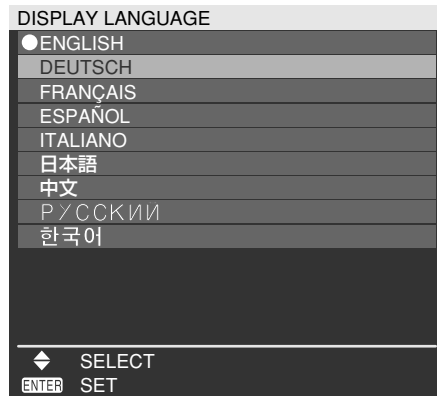 DISPLAY LANGUAGE
ENGLISH
DEUTSCH
FRANÇAIS
ESPAÑOL
ITALIANO
日本語
中文
РУССКИИ
한국어
SELECT
ENTER SET